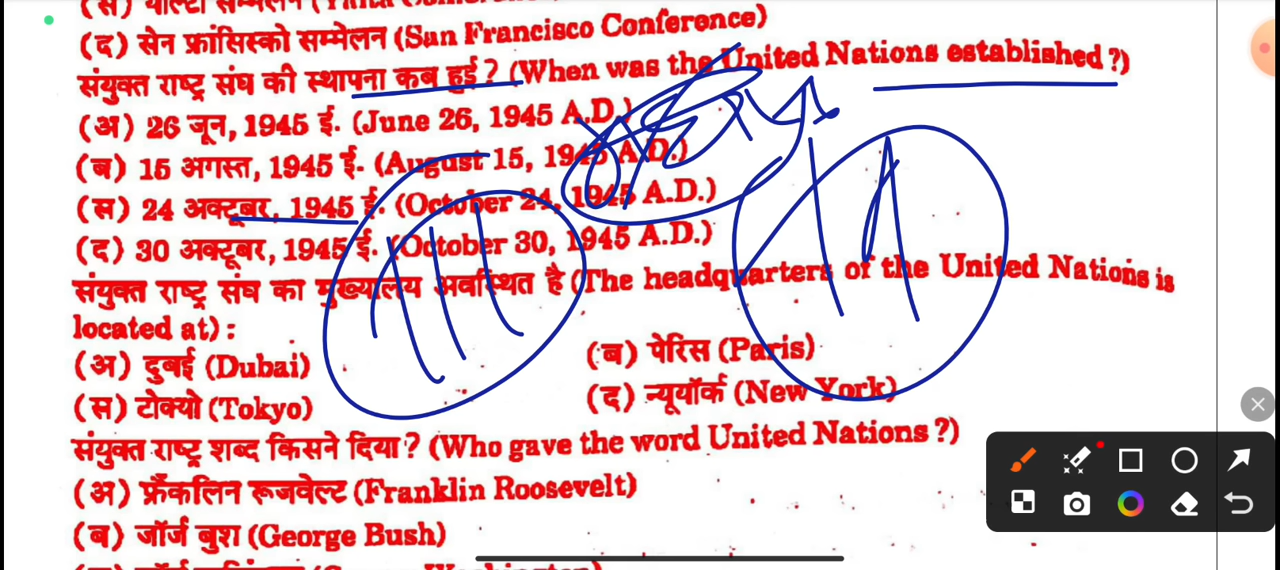 (द) सेन फ्रांसिस्को सम्मेलन (San Francisco Conference)
संयुक्त राष्ट्र संघ की स्थापना कब हुई ? (When was the United Nations established ?)
(अ) 26 जून, 1945 ई. (June 26, 1945 A.D.)
(ब) 15 अगस्त, 1945 ई. (August 15, 1945 A.D.)
(स) 24 अक्टूबर, 1945 ई. (October 24, 1945 A.D.)
(द) 30 अक्टूबर, 1945 ई. (October 30, 1945 A.D.)
संयुक्त राष्ट्र संघ का मुख्यालय अवस्थित है (The headquarters of the United Nations is
located at) :
(अ) दुबई (Dubai) (ब) पेरिस (Paris)
(स) टोक्यो (Tokyo) (द) न्यूयॉर्क (New York)
संयुक्त राष्ट्र शब्द किसने दिया ? (Who gave the word United Nations ?)
(अ) फ्रैंकलिन रूजवेल्ट (Franklin Roosevelt)
(ब) जॉर्ज बुश (George Bush)